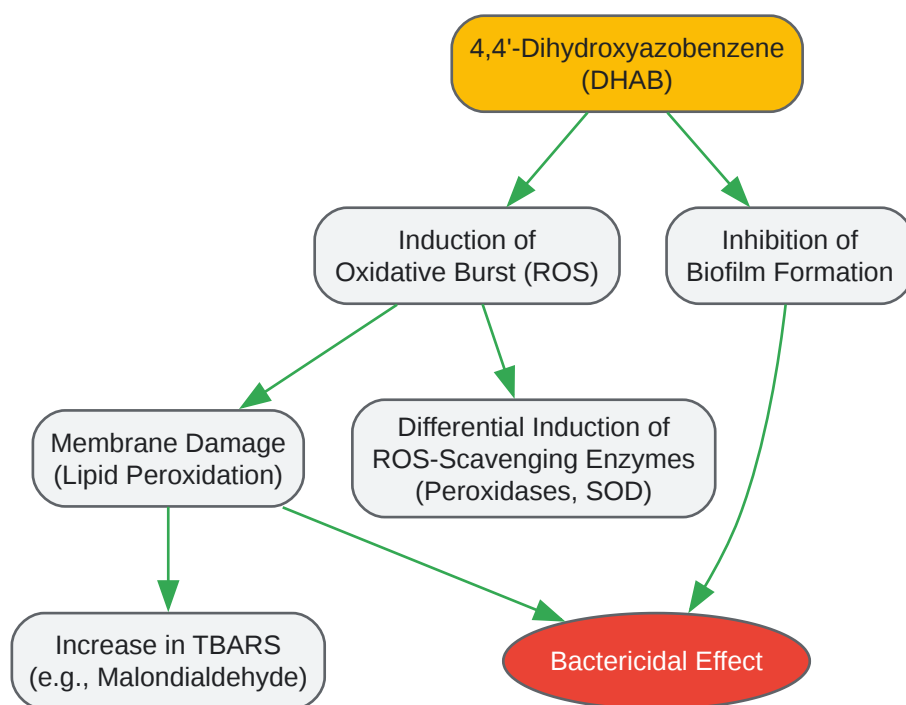 4,4'-Dihydroxyazobenzene
(DHAB)
Induction of
Oxidative Burst (ROS)
Inhibition of
Biofilm Formation
Membrane Damage
(Lipid Peroxidation)
Differential Induction of
ROS-Scavenging Enzymes
(Peroxidases, SOD)
Increase in TBARS
(e.g., Malondialdehyde)
Bactericidal Effect